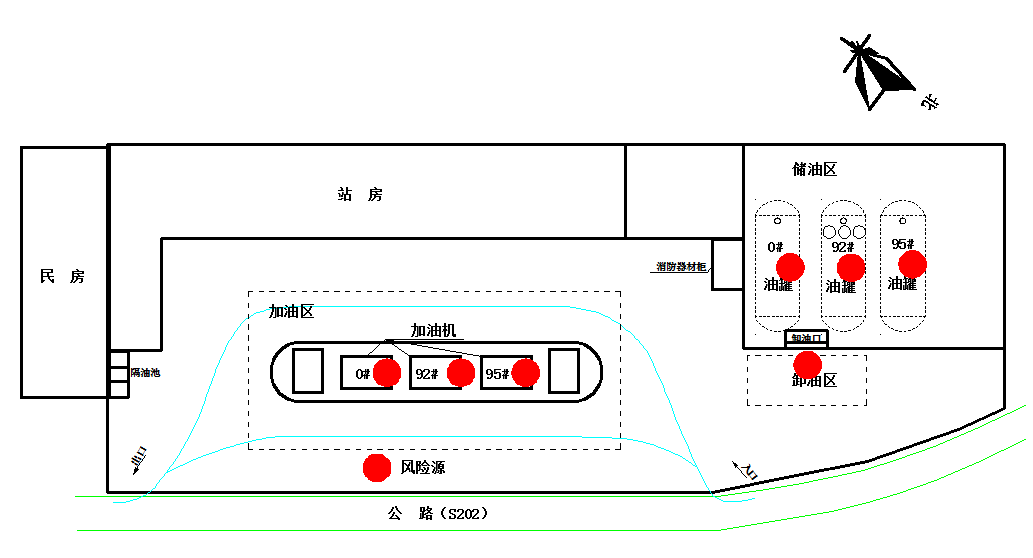 北
储油区
站 房
0#
92#
95#
民 房
消防器材柜
油罐
油罐
油罐
加油区
加油机
卸油口
隔油池
0#
92#
95#
卸油区
出口
风险源
入口
公 路(S202)